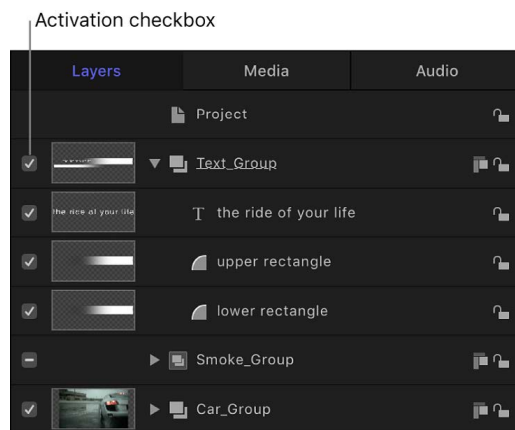 Activation checkbox
Layers Media Audio
Project
Text_Group
the ride of your life
T the ride of your life
upper rectangle
lower rectangle
Smoke_Group
Car_Group